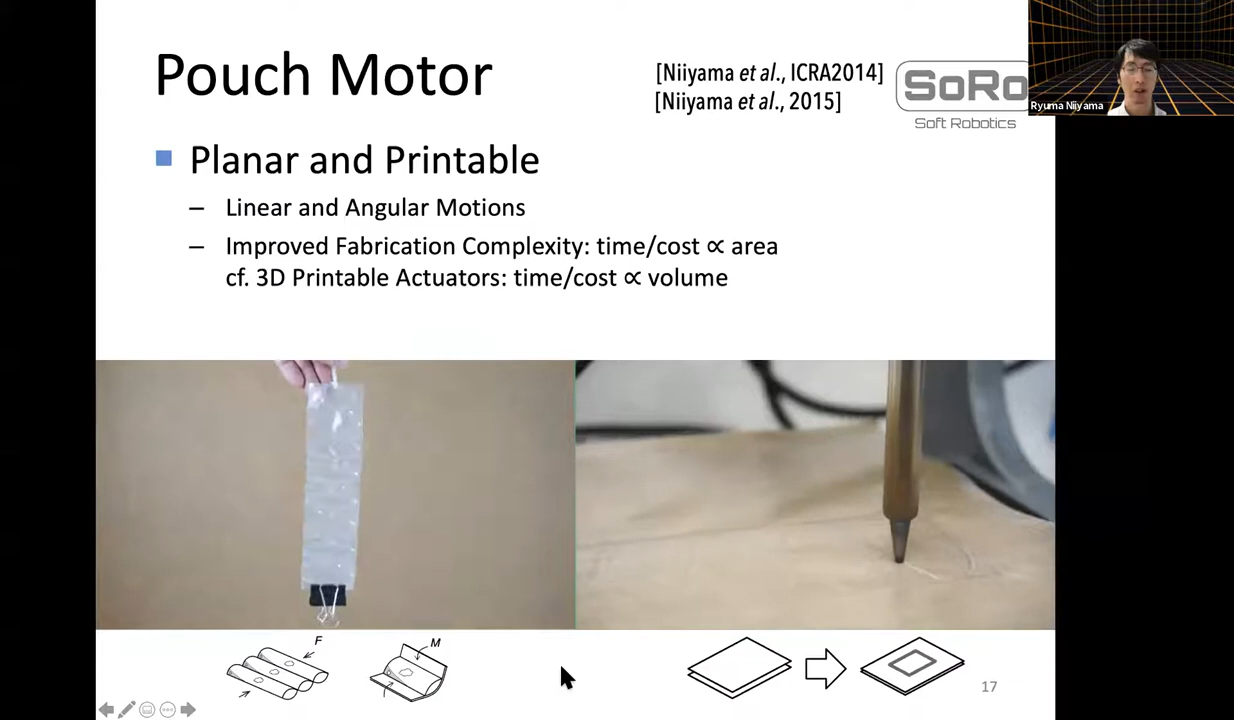 Pouch Motor
[Niiyama et al., ICRA2014]
[Niiyama et al., 2015]
SoRo
Soft Robotics
Ryuma Niiyama
Planar and Printable
– Linear and Angular Motions
– Improved Fabrication Complexity: time/cost ∝ area
cf. 3D Printable Actuators: time/cost ∝ volume
F
M
17